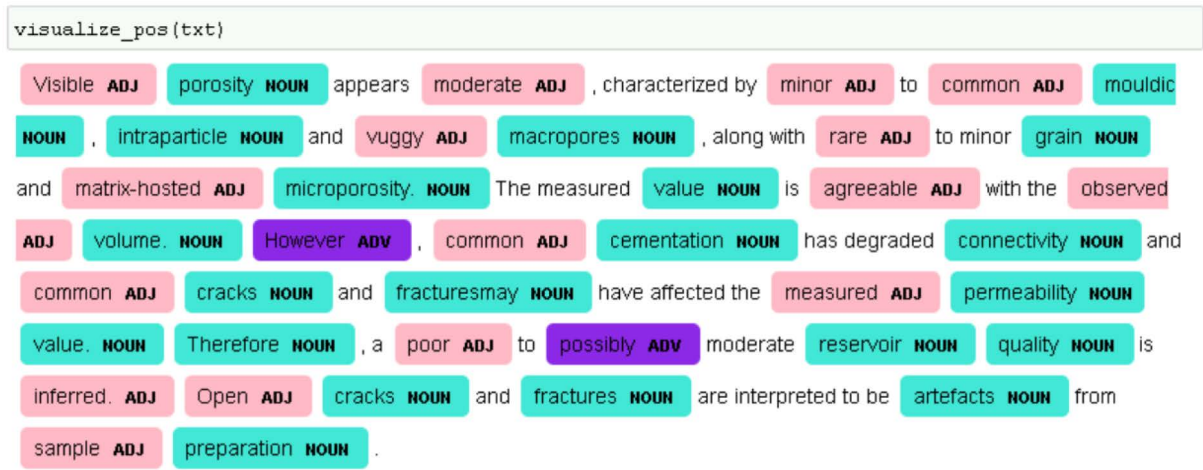 visualize_pos(txt)
Visible ADJ porosity NOUN appears moderate ADJ , characterized by minor ADJ to common ADJ mouldic
NOUN , intraparticle NOUN and vuggy ADJ macropores NOUN , along with rare ADJ to minor grain NOUN
and matrix-hosted ADJ microporosity. NOUN The measured value NOUN is agreeable ADJ with the observed
ADJ volume. NOUN However ADV , common ADJ cementation NOUN has degraded connectivity NOUN and
common ADJ cracks NOUN and fracturesmay NOUN have affected the measured ADJ permeability NOUN
value. NOUN Therefore NOUN , a poor ADJ to possibly ADV moderate reservoir NOUN quality NOUN is
inferred. ADJ Open ADJ cracks NOUN and fractures NOUN are interpreted to be artefacts NOUN from
sample ADJ preparation NOUN .